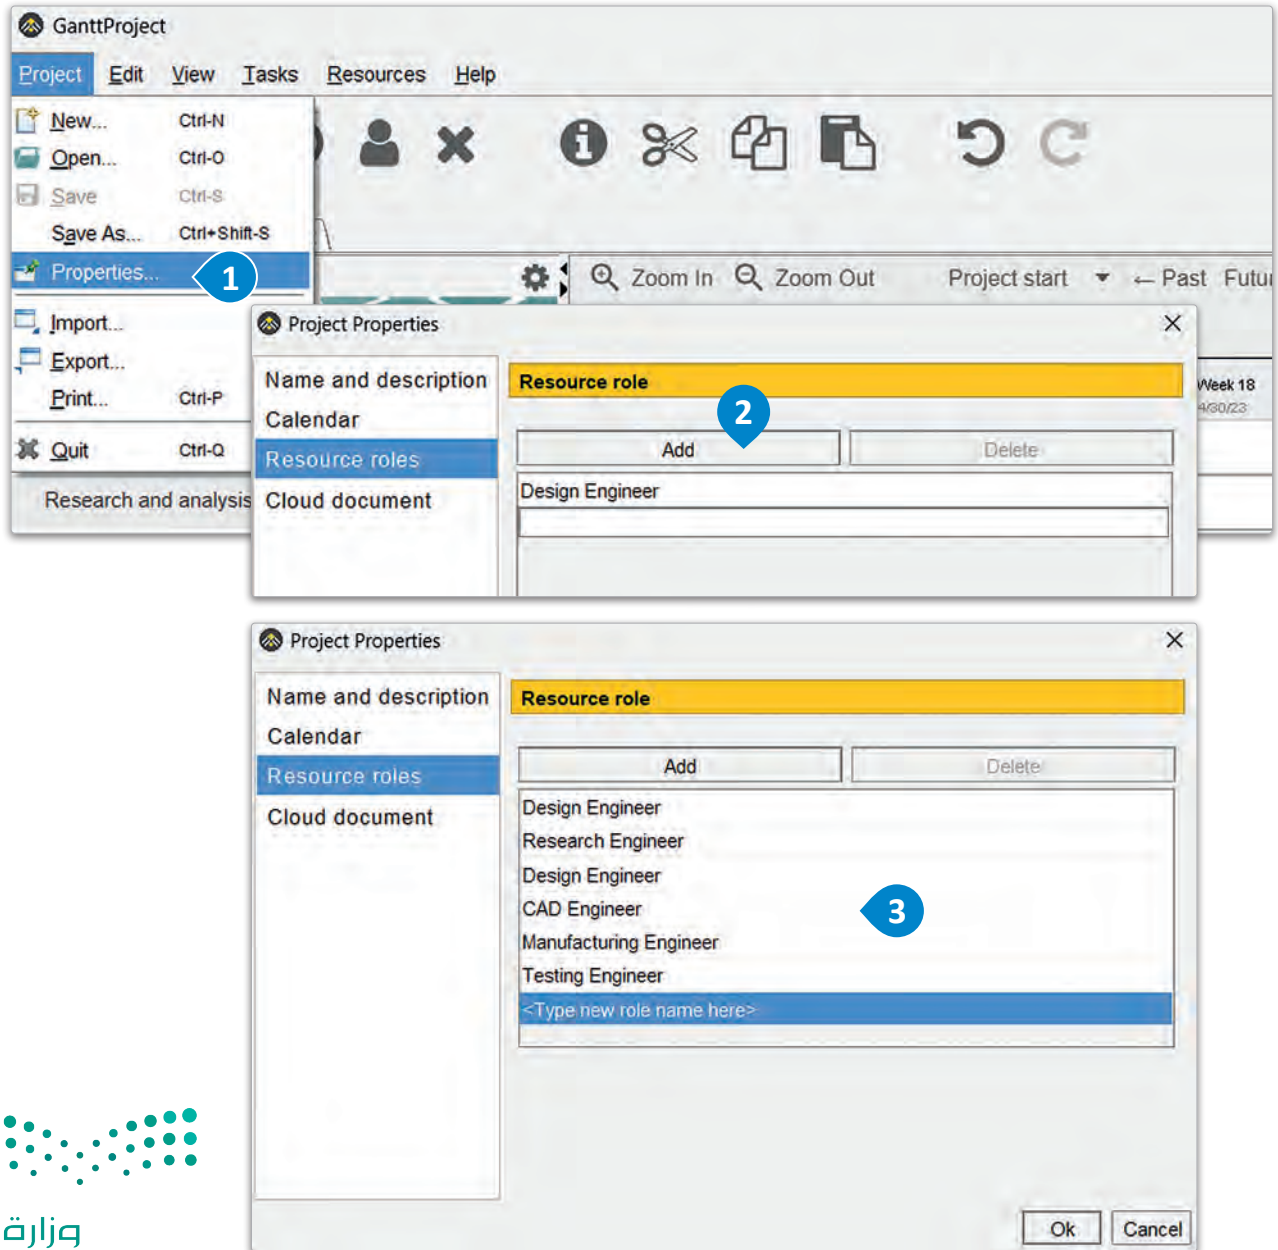 GanttProject
Project Edit View Tasks Resources Help
New... Ctrl-N
Open... Ctrl-O
Save Ctrl-S
Save As... Ctrl+Shift-S
Properties... 1
Zoom In Zoom Out Project start ← Past Futu
Import...
Export...
Print... Ctrl-P
Quit Ctrl-Q
Week 18
4/30/23
Research and analysis
Project Properties
Name and description
Calendar
Resource roles
Cloud document
Resource role
2
Add Delete
Design Engineer
Project Properties
Name and description
Calendar
Resource roles
Cloud document
Resource role
Add Delete
Design Engineer
Research Engineer
Design Engineer
CAD Engineer
3
Manufacturing Engineer
Testing Engineer
<Type new role name here>
Ok Cancel
وزارة